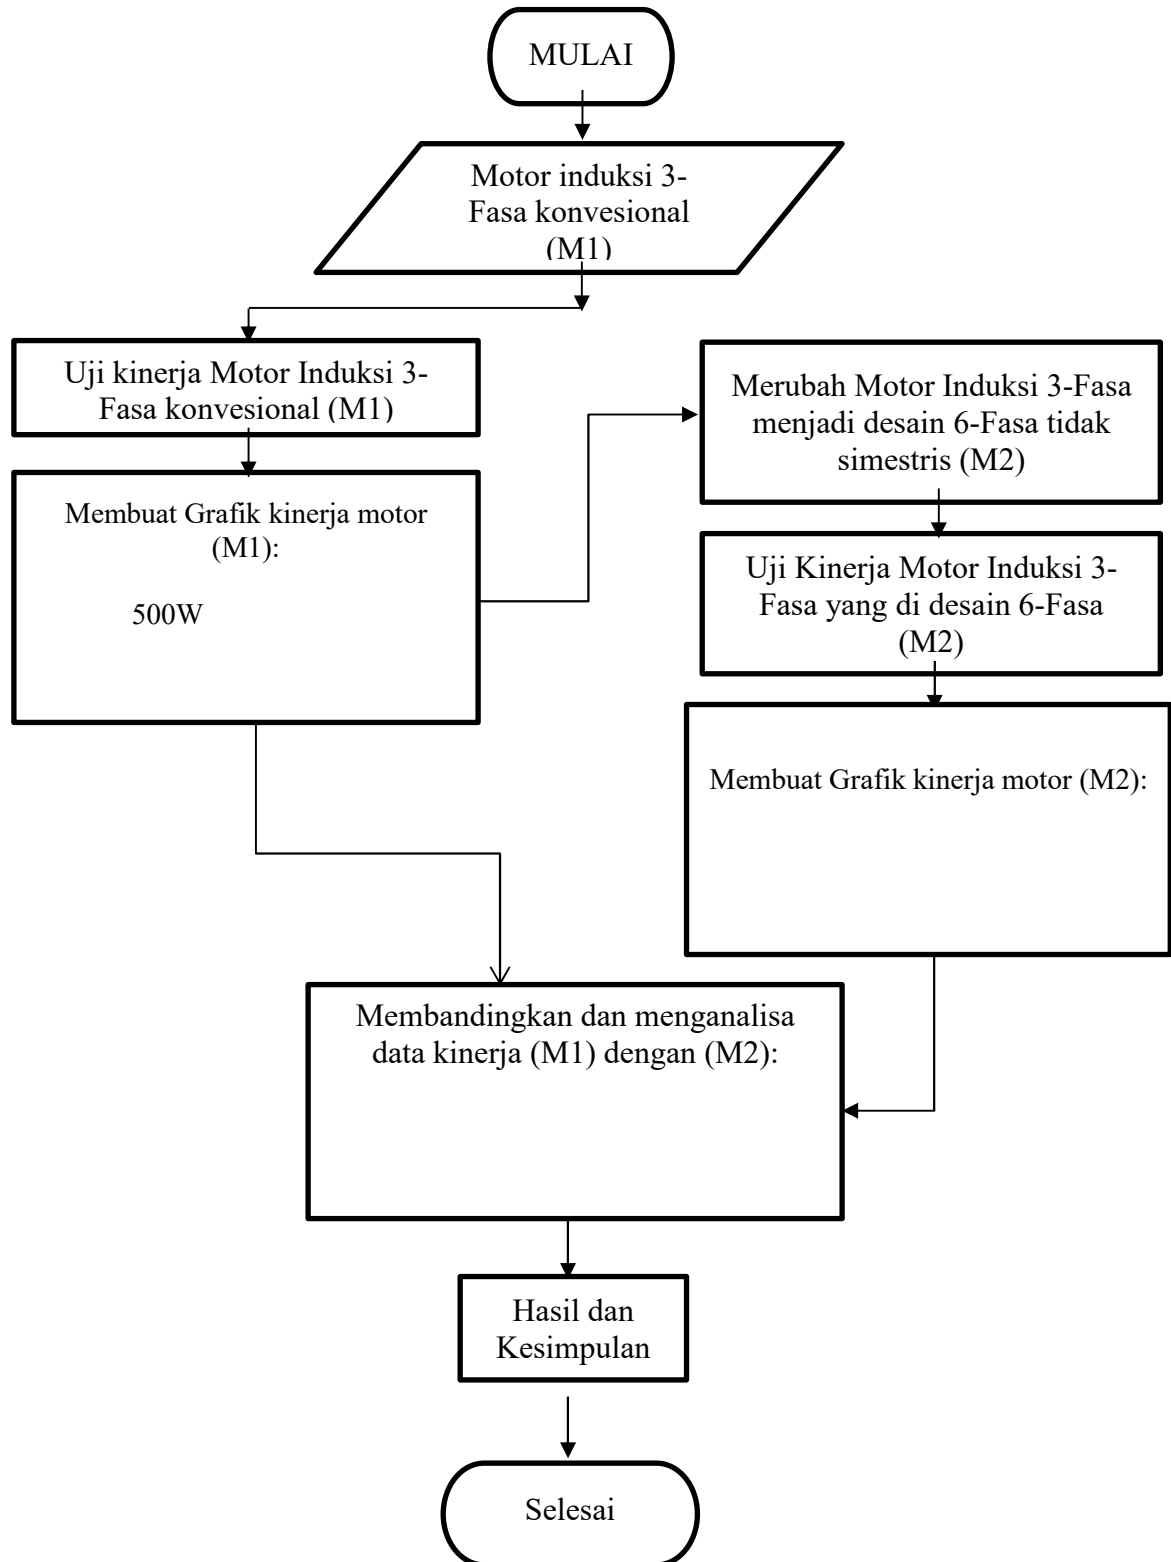 MULAI
Motor induksi 3-
Fasa konvesional
(M1)
Uji kinerja Motor Induksi 3-
Fasa konvesional (M1)
Membuat Grafik kinerja motor
(M1):
500W
Merubah Motor Induksi 3-Fasa
menjadi desain 6-Fasa tidak
simestris (M2)
Uji Kinerja Motor Induksi 3-
Fasa yang di desain 6-Fasa
(M2)
Membuat Grafik kinerja motor (M2):
Membandingkan dan menganalisa
data kinerja (M1) dengan (M2):
Hasil dan
Kesimpulan
Selesai